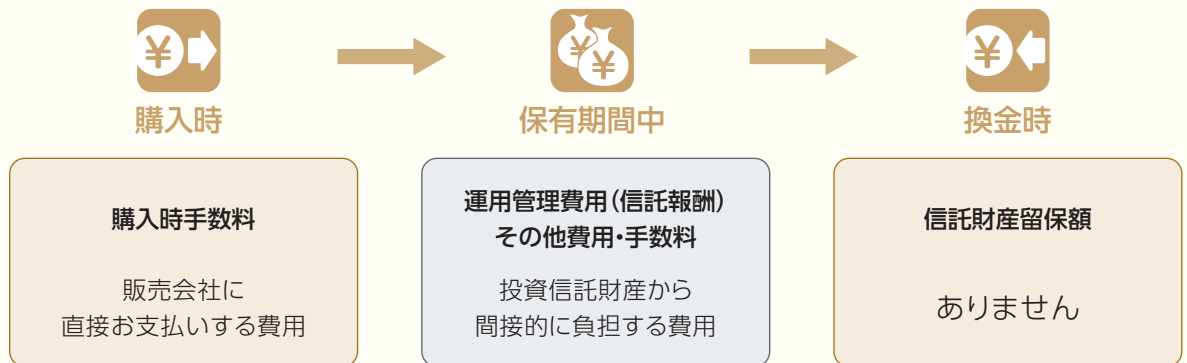 ¥
¥
¥
¥
購入時
保有期間中
換金時
購入時手数料
販売会社に
直接お支払いする費用
運用管理費用(信託報酬)
その他費用・手数料
投資信託財産から
間接的に負担する費用
信託財産留保額
ありません